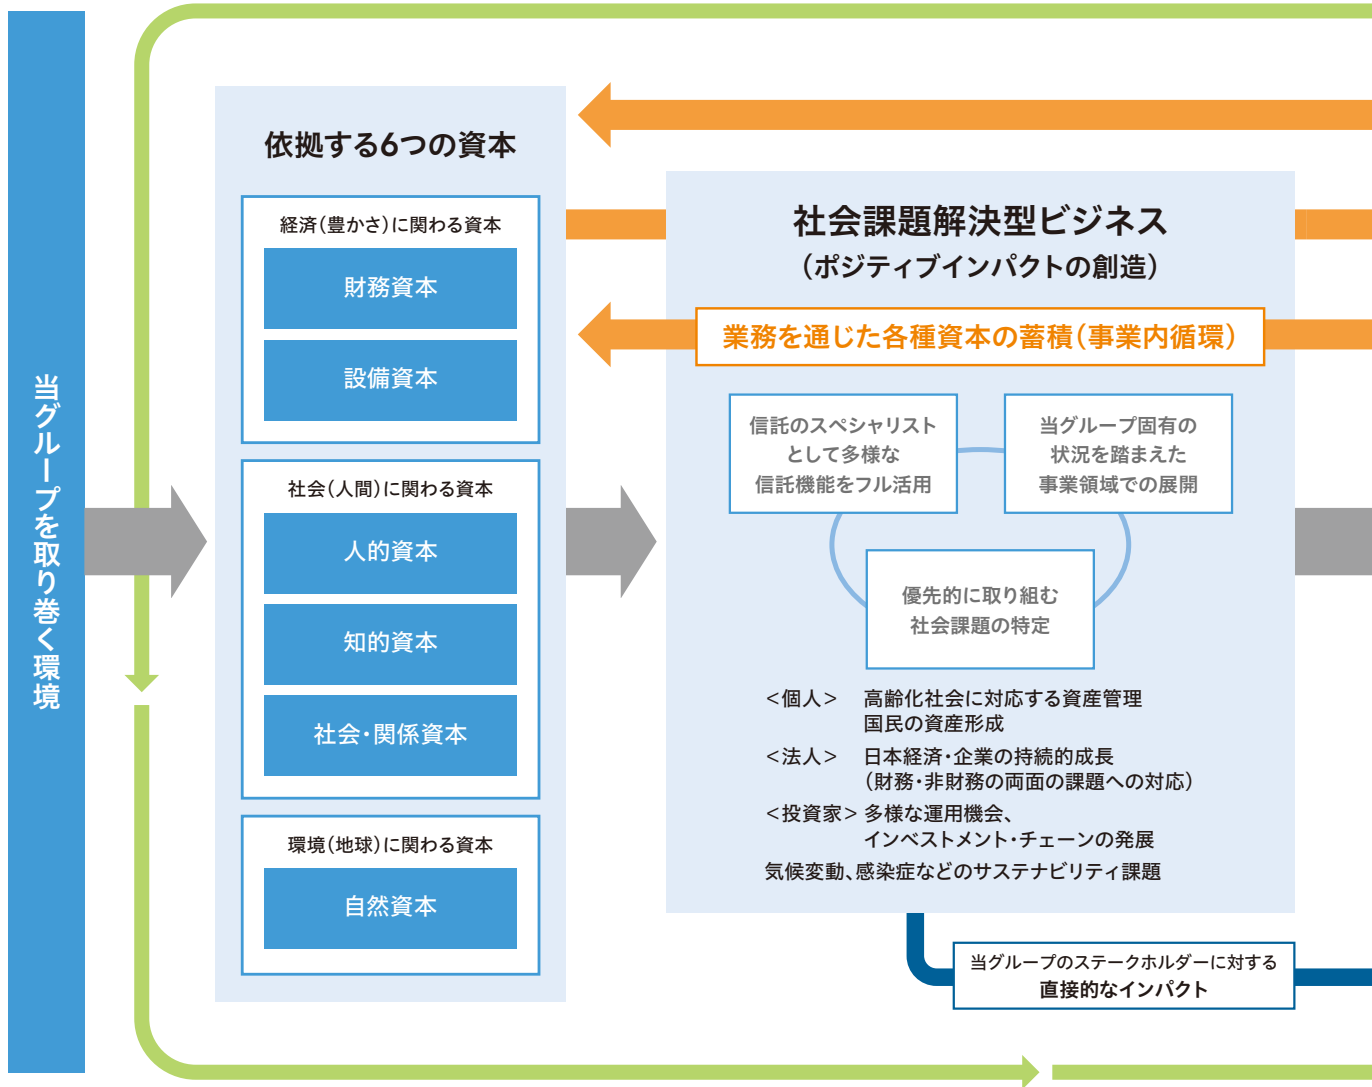 当グループを取り巻く環境
依拠する6つの資本
経済(豊かさ)に関わる資本
財務資本
設備資本
社会(人間)に関わる資本
人的資本
知的資本
社会・関係資本
環境(地球)に関わる資本
自然資本
社会課題解決型ビジネス
(ポジティブインパクトの創造)
業務を通じた各種資本の蓄積(事業内循環)
信託のスペシャリスト
として多様な
信託機能をフル活用
当グループ固有の
状況を踏まえた
事業領域での展開
優先的に取り組む
社会課題の特定
<個人> 高齢化社会に対応する資産管理
国民の資産形成
<法人> 日本経済・企業の持続的成長
(財務・非財務の両面の課題への対応)
<投資家> 多様な運用機会、
インベストメント・チェーンの発展
気候変動、感染症などのサステナビリティ課題
当グループのステークホルダーに対する
直接的なインパクト